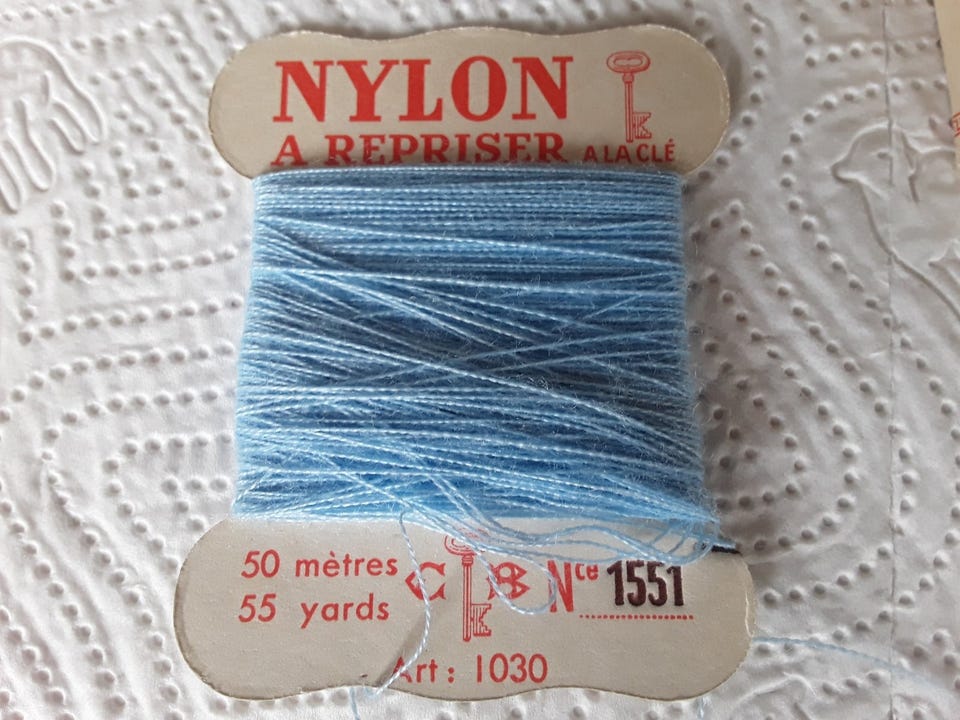 NYLON
A REPRISER A LA CLÉ
50 mètres
55 yards
C B Nce 1551
Art: 1030